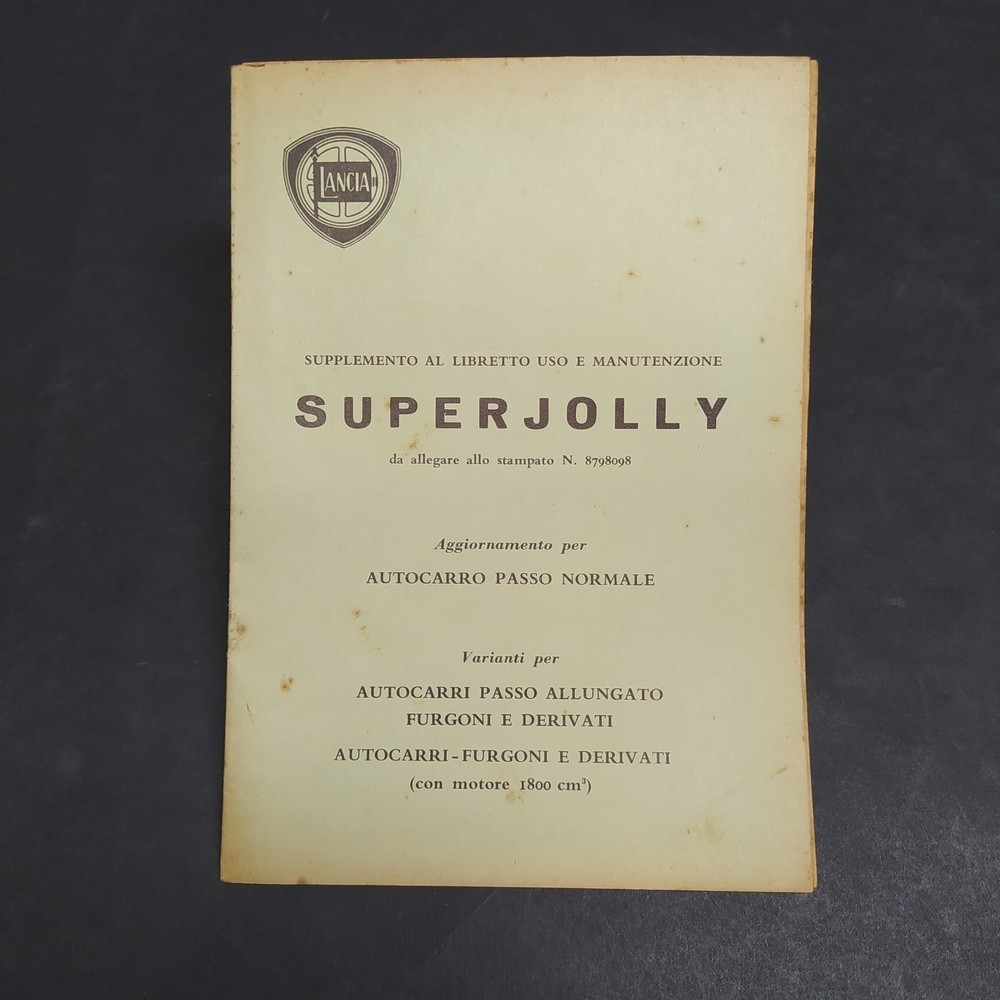 LANCIA
SUPPLEMENTO AL LIBRETTO USO E MANUTENZIONE
SUPERJOLLY
da allegare allo stampato N. 8798098
Aggiornamento per
AUTOCARRO PASSO NORMALE
Varianti per
AUTOCARRI PASSO ALLUNGATO
FURGONI E DERIVATI
AUTOCARRI-FURGONI E DERIVATI
(con motore 1800 cm³)